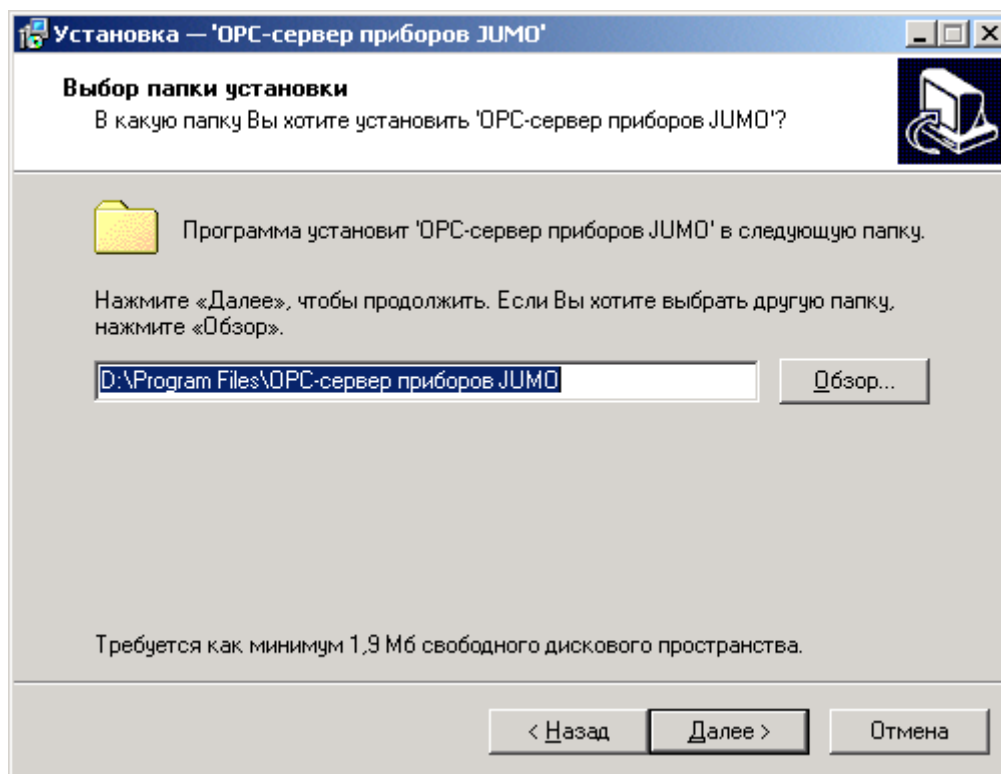 Установка — 'OPC-сервер приборов JUMO'
Выбор папки установки
В какую папку Вы хотите установить 'OPC-сервер приборов JUMO'?
Программа установит 'OPC-сервер приборов JUMO' в следующую папку.
Нажмите «Далее», чтобы продолжить. Если Вы хотите выбрать другую папку,
нажмите «Обзор».
D:\Program Files\OPC-сервер приборов JUMO
Обзор...
Требуется как минимум 1,9 Мб свободного дискового пространства.
< Назад Далее > Отмена